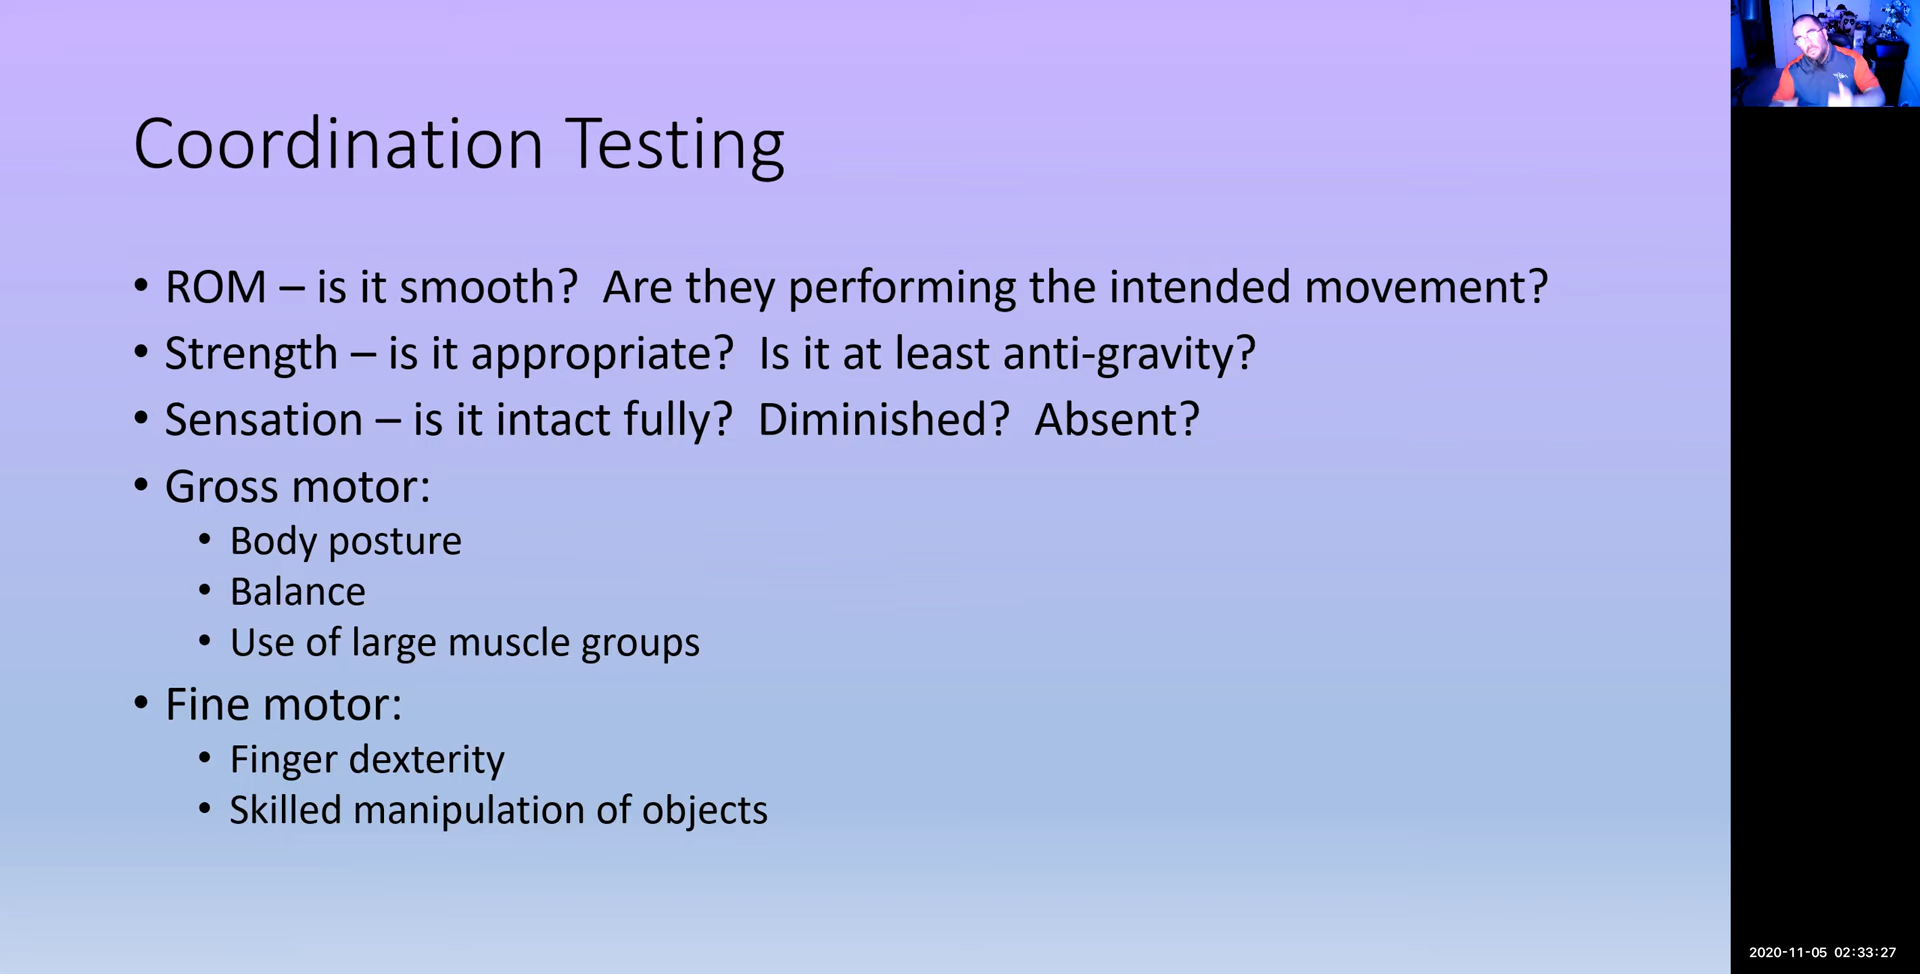 Coordination Testing
• ROM – is it smooth?  Are they performing the intended movement?
• Strength – is it appropriate?  Is it at least anti-gravity?
• Sensation – is it intact fully?  Diminished?  Absent?
• Gross motor:
• Body posture
• Balance
• Use of large muscle groups
• Fine motor:
• Finger dexterity
• Skilled manipulation of objects
2020-11-05 02:33:27